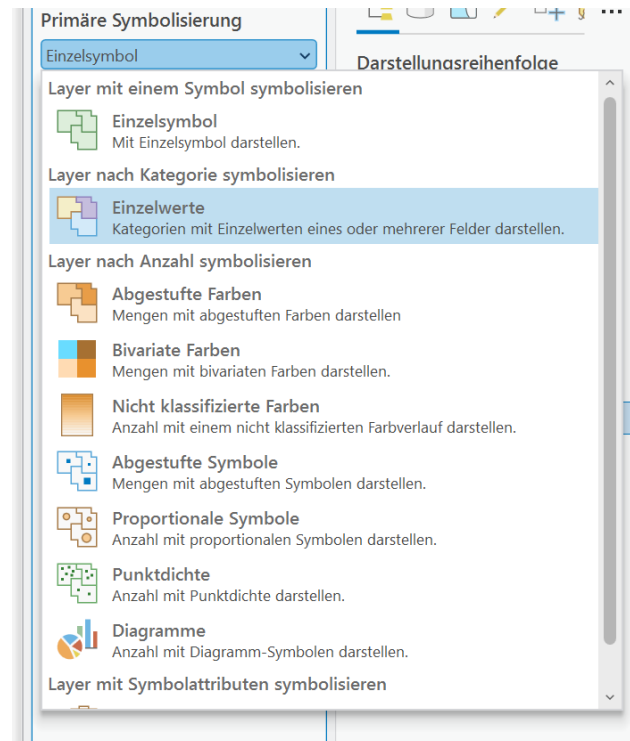 Primäre Symbolisierung
Einzelsymbol
Darstellungsreihenfolge
Layer mit einem Symbol symbolisieren
Einzelsymbol
Mit Einzelsymbol darstellen.
Layer nach Kategorie symbolisieren
Einzelwerte
Kategorien mit Einzelwerten eines oder mehrerer Felder darstellen.
Layer nach Anzahl symbolisieren
Abgestufte Farben
Mengen mit abgestuften Farben darstellen
Bivariate Farben
Mengen mit bivariaten Farben darstellen.
Nicht klassifizierte Farben
Anzahl mit einem nicht klassifizierten Farbverlauf darstellen.
Abgestufte Symbole
Mengen mit abgestuften Symbolen darstellen.
Proportionale Symbole
Anzahl mit proportionalen Symbolen darstellen.
Punktdichte
Anzahl mit Punktdichte darstellen.
Diagramme
Anzahl mit Diagramm-Symbolen darstellen.
Layer mit Symbolattributen symbolisieren